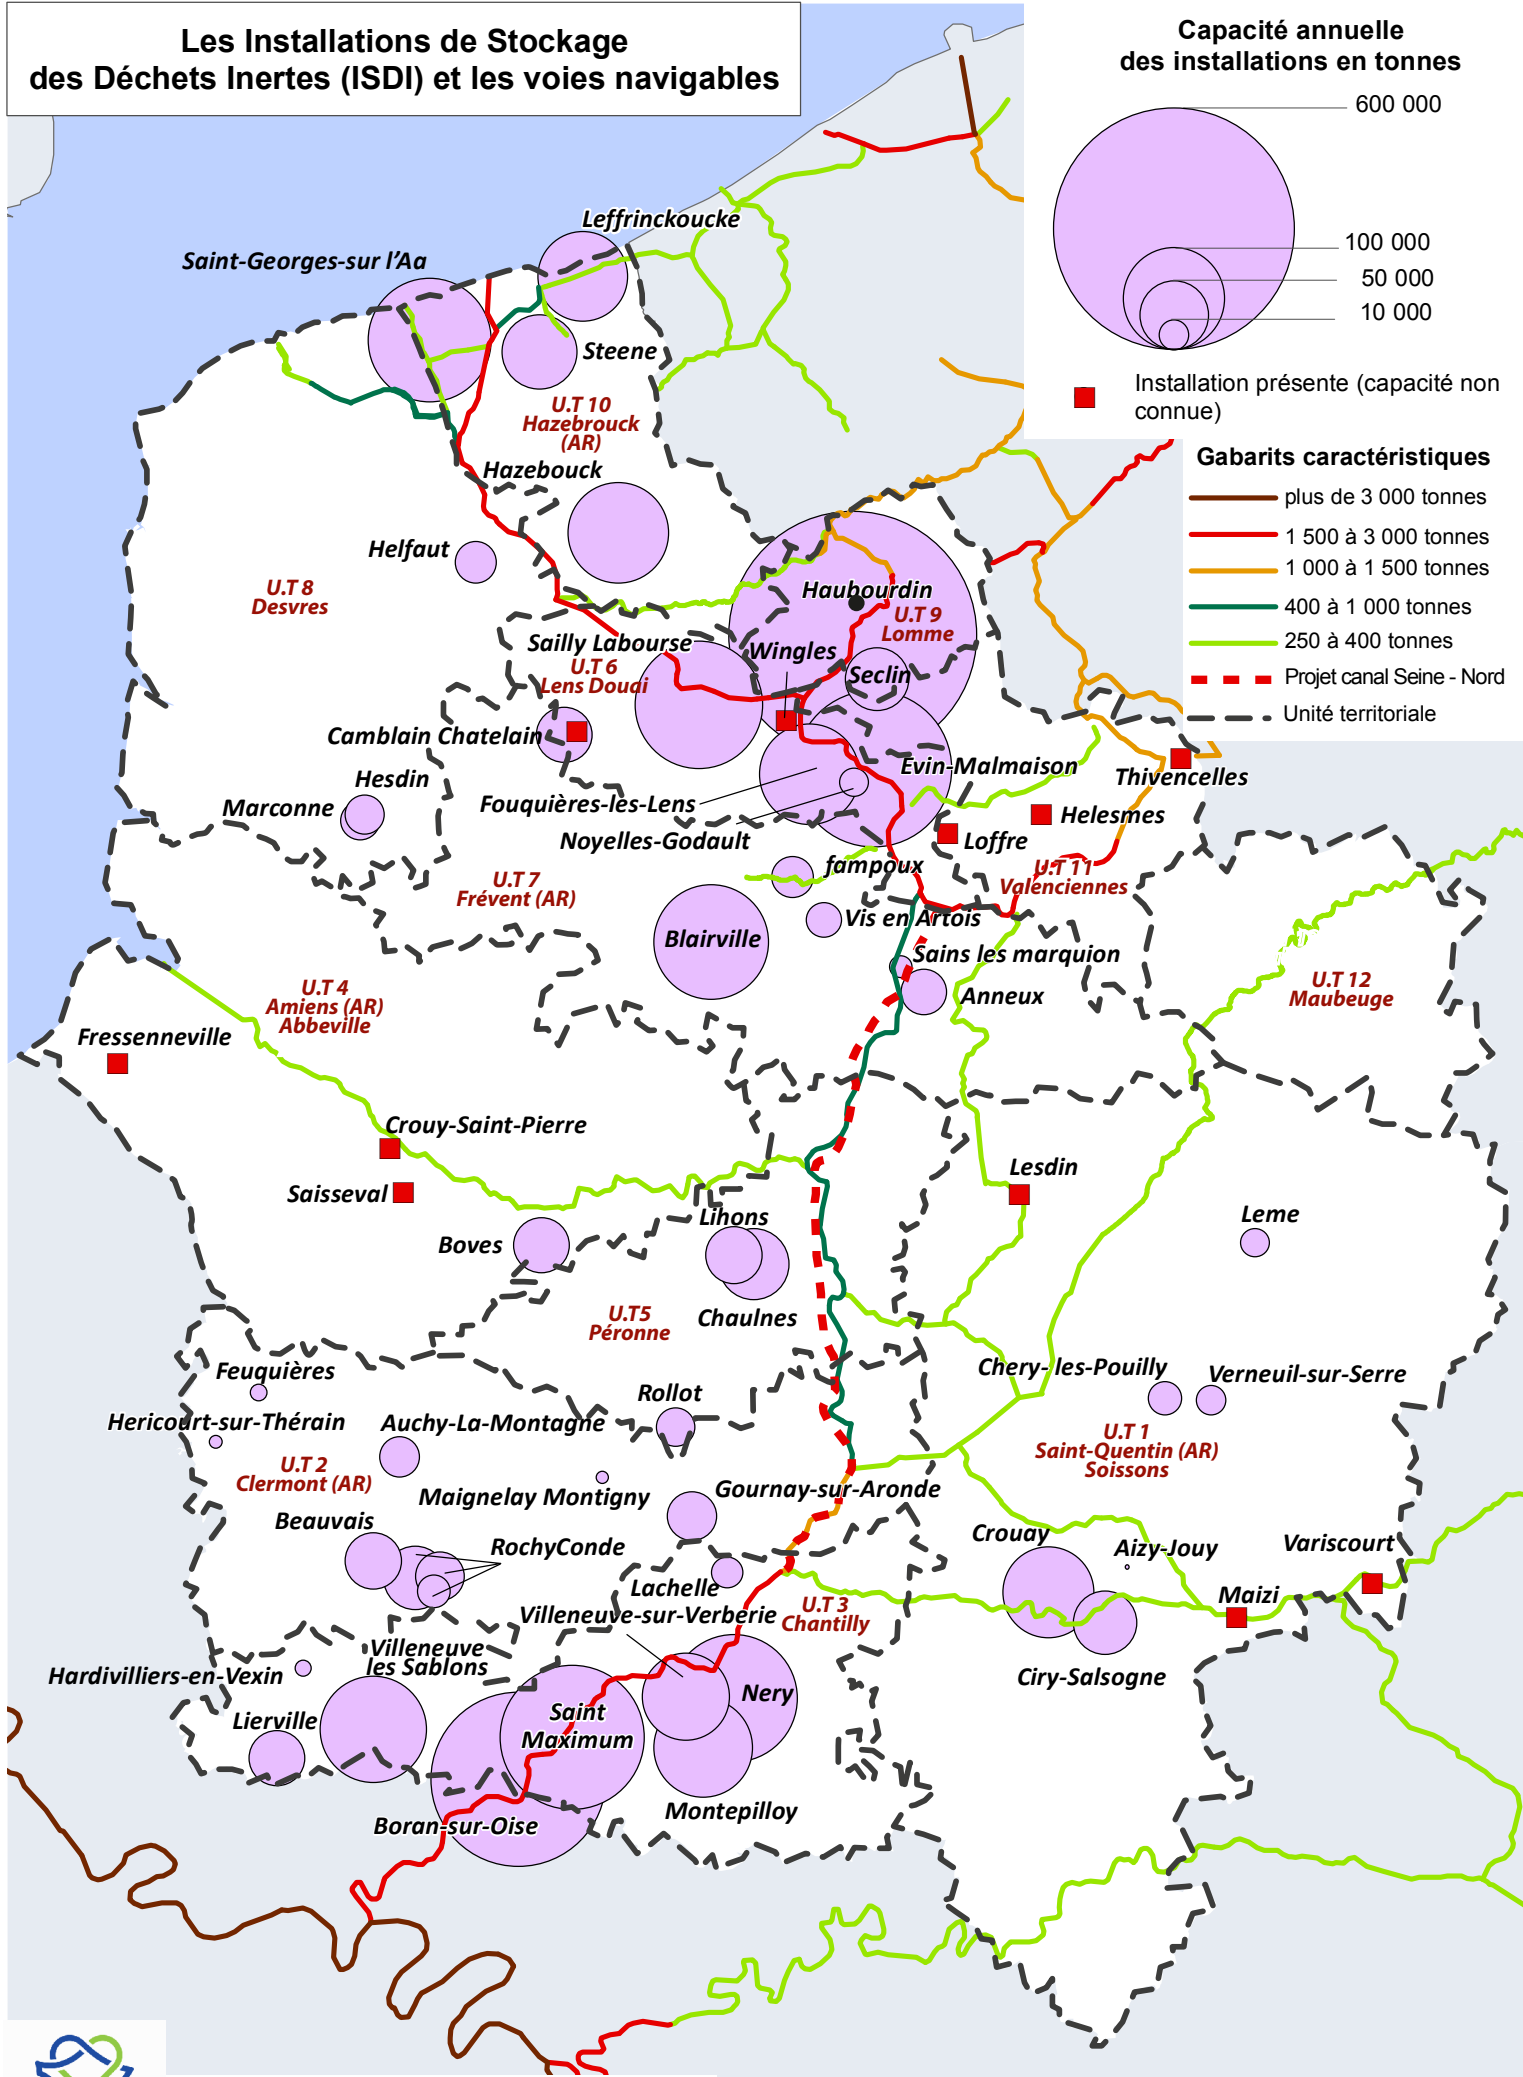 Les Installations de Stockage
des Déchets Inertes (ISDI) et les voies navigables
Capacité annuelle
des installations en tonnes
600 000
100 000
50 000
10 000
Installation présente (capacité non
connue)
Gabarits caractéristiques
plus de 3 000 tonnes
1 500 à 3 000 tonnes
1 000 à 1 500 tonnes
400 à 1 000 tonnes
250 à 400 tonnes
Projet canal Seine - Nord
Unité territoriale
Leffrinckoucke
Saint-Georges-sur l'Aa
Steene
U.T 10
Hazebrouck
(AR)
Hazebouck
Helfaut
U.T 8
Desvres
Haubourdin
U.T 9
Lomme
Sailly Labourse
Wingles
U.T 6
Lens Douai
Seclin
Camblain Chatelain
Evin-Malmaison
Thivencelles
Hesdin
Marconne
Fouquières-les-Lens
Helesmes
Noyelles-Godault
Loffre
fampoux
U.T 11
Valenciennes
U.T 7
Frévent (AR)
Vis en Artois
Blairville
Sains les marquion
Anneux
U.T 12
Maubeuge
U.T 4
Amiens (AR)
Abbeville
Fressenneville
Crouy-Saint-Pierre
Saisseval
Lesdin
Leme
Lihons
Boves
Chaulnes
U.T5
Péronne
Feuquières
Chery-les-Pouilly
Verneuil-sur-Serre
Rollot
Hericourt-sur-Thérain
Auchy-La-Montagne
U.T 1
Saint-Quentin (AR)
Soissons
U.T 2
Clermont (AR)
Maignelay Montigny
Gournay-sur-Aronde
Beauvais
RochyConde
Crouay
Aizy-Jouy
Variscourt
Lachelle
Maizi
Villeneuve-sur-Verberie
U.T 3
Chantilly
Villeneuve
les Sablons
Hardivilliers-en-Vexin
Ciry-Salsogne
Nery
Saint
Maximum
Lierville
Montepilloy
Boran-sur-Oise